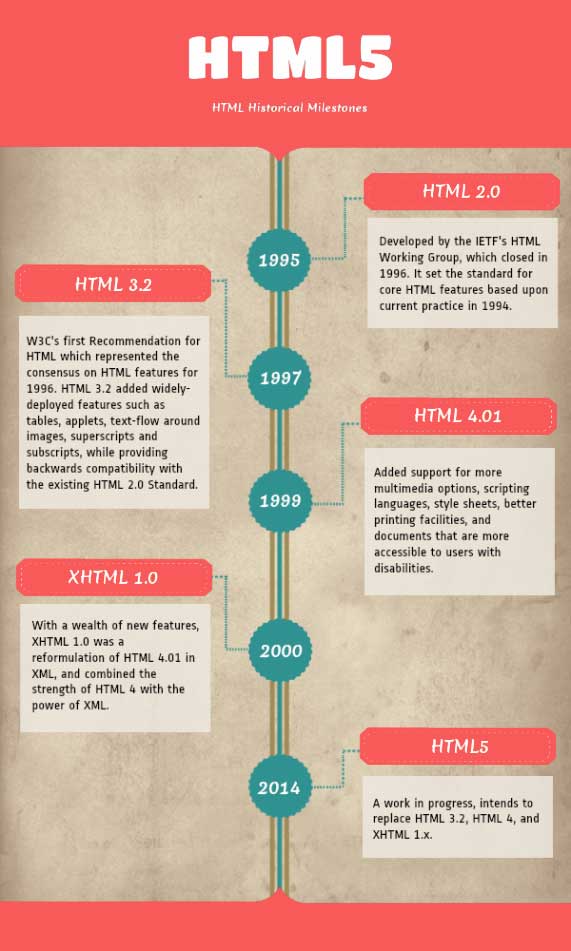 HTML5
HTML Historical Milestones
HTML 2.0
Developed by the IETF's HTML
Working Group, which closed in
1996. It set the standard for
core HTML features based upon
current practice in 1994.
1995
HTML 3.2
W3C's first Recommendation for
HTML which represented the
consensus on HTML features for
1996. HTML 3.2 added widely-
deployed features such as
tables, applets, text-flow around
images, superscripts and
subscripts, while providing
backwards compatibility with
the existing HTML 2.0 Standard.
1997
HTML 4.01
Added support for more
multimedia options, scripting
languages, style sheets, better
printing facilities, and
documents that are more
accessible to users with
disabilities.
1999
XHTML 1.0
With a wealth of new features,
XHTML 1.0 was a
reformulation of HTML 4.01 in
XML, and combined the
strength of HTML 4 with the
power of XML.
2000
HTML5
A work in progress, intends to
replace HTML 3.2, HTML 4, and
XHTML 1.x.
2014